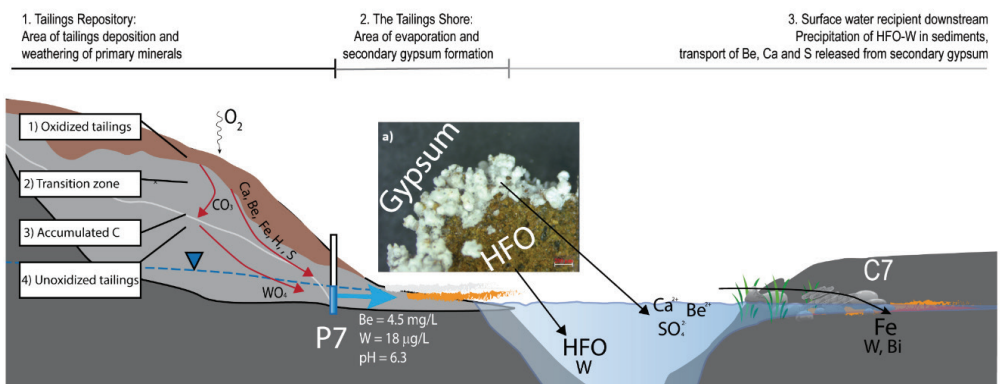 1. Tailings Repository:
Area of tailings deposition and
weathering of primary minerals
2. The Tailings Shore:
Area of evaporation and
secondary gypsum formation
3. Surface water recipient downstream
Precipitation of HFO-W in sediments,
transport of Be, Ca and S released from secondary gypsum
1) Oxidized tailings
2) Transition zone
3) Accumulated C
4) Unoxidized tailings
O₂
CO₃
Ca, Be, Fe, H, , S
WO₄
P7
Be = 4.5 mg/L
W = 18 µg/L
pH = 6.3
a)
Gypsum
HFO
HFO
W
Ca²⁺ Be²⁺
SO₄²⁻
C7
Fe
W, Bi